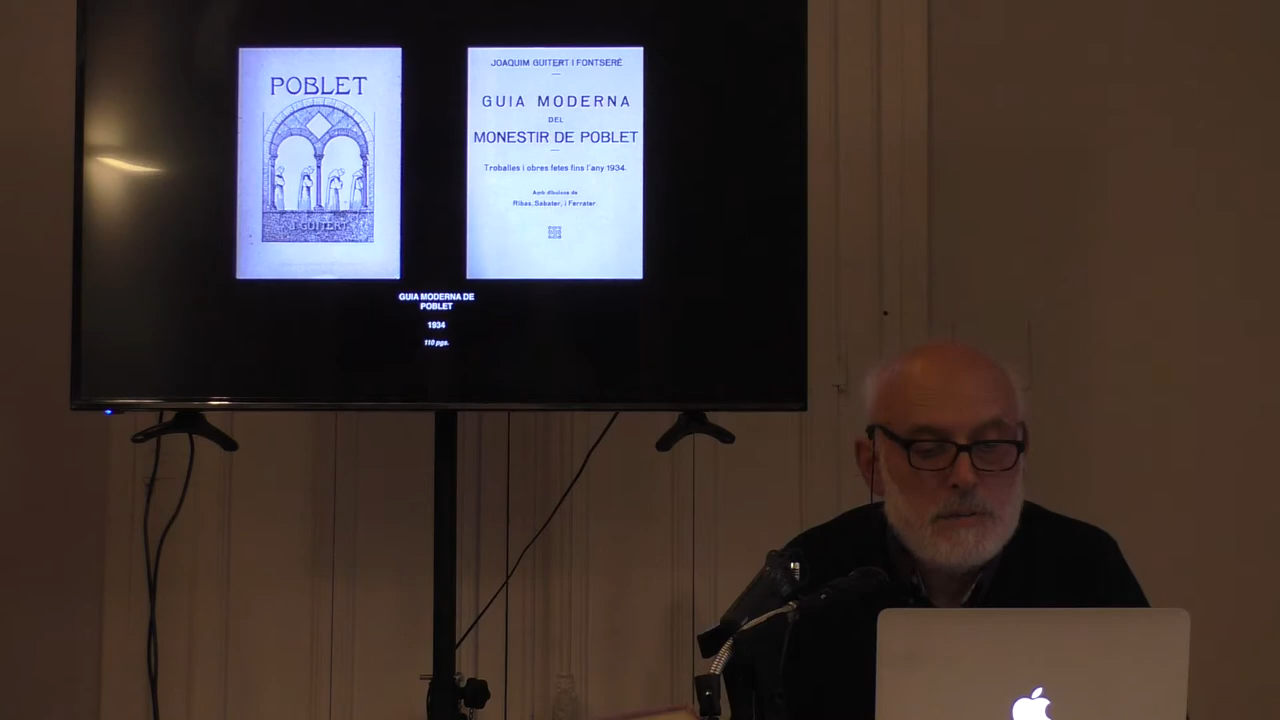 POBLET
J. GUITERT
JOAQUIM GUITERT I FONTSERÈ
GUIA MODERNA
DEL
MONESTIR DE POBLET
Troballes i obres fetes fins l'any 1934.
Amb dibuixos de
Ribas, Sabater, i Ferrater
GUIA MODERNA DE
POBLET
1934
110 pgs.